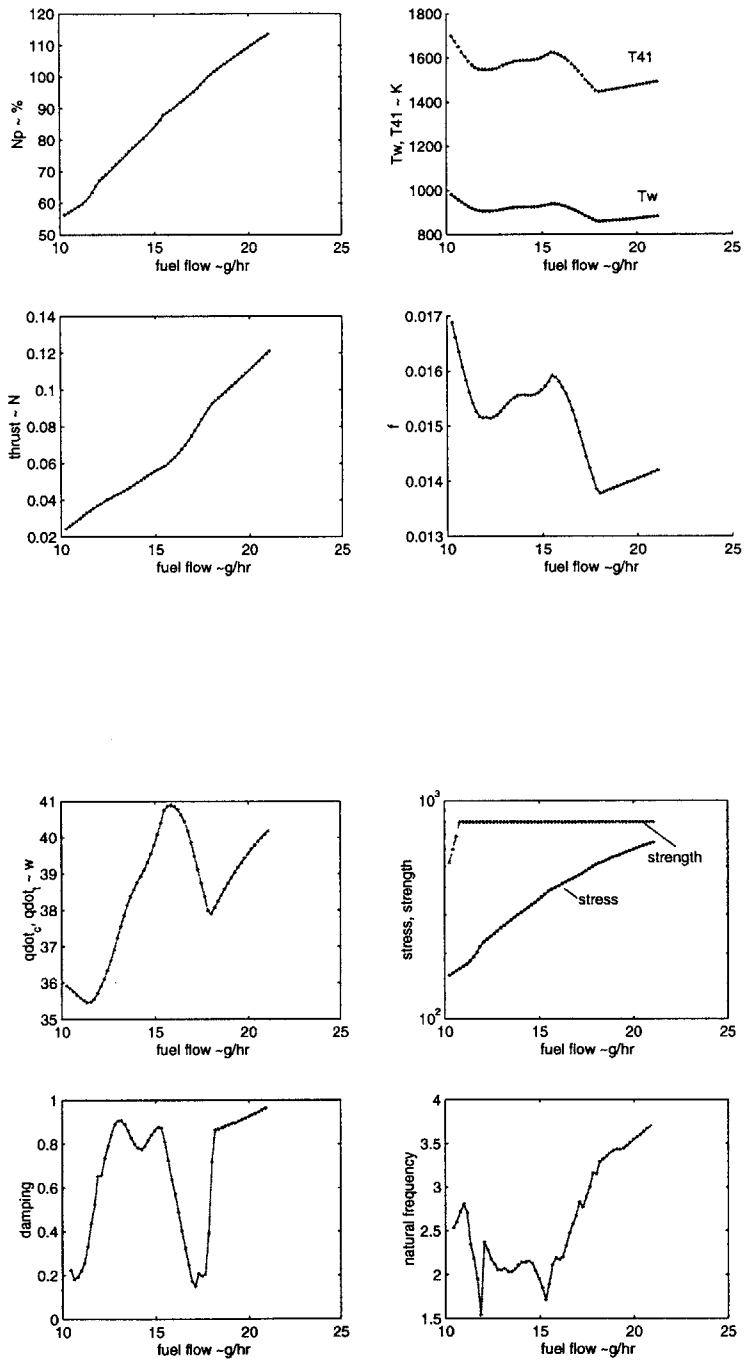 120
110
100
90
80
70
60
50
Np ~ %
10 15 20 25
fuel flow ~g/hr
1800
1600
1400
1200
1000
800
Tw, T41 ~ K
T41
Tw
10 15 20 25
fuel flow ~g/hr
0.14
0.12
0.1
0.08
0.06
0.04
0.02
thrust ~ N
10 15 20 25
fuel flow ~g/hr
0.017
0.016
0.015
0.014
0.013
f
10 15 20 25
fuel flow ~g/hr
41
40
39
38
37
36
35
qdot_c, qdot_t ~ w
10 15 20 25
fuel flow ~g/hr
10^3
10^2
stress, strength
strength
stress
10 15 20 25
fuel flow ~g/hr
1
0.8
0.6
0.4
0.2
0
damping
10 15 20 25
fuel flow ~g/hr
4
3.5
3
2.5
2
1.5
natural frequency
10 15 20 25
fuel flow ~g/hr